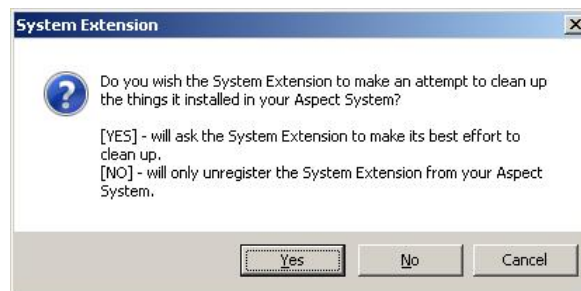 System Extension
Do you wish the System Extension to make an attempt to clean up
the things it installed in your Aspect System?
[YES] - will ask the System Extension to make its best effort to
clean up.
[NO] - will only unregister the System Extension from your Aspect
System.
Yes No Cancel